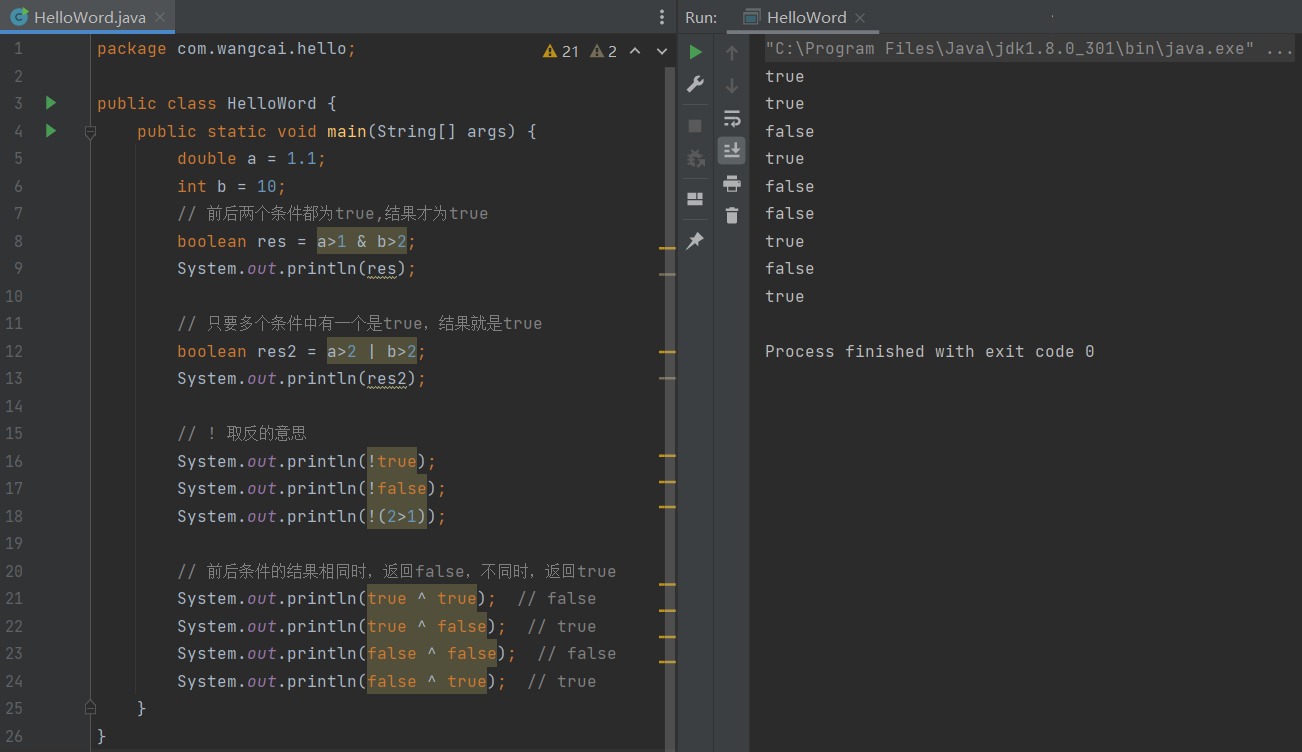 HelloWord.java
1 package com.wangcai.hello;
21 2
2
3 public class HelloWord {
4 public static void main(String[] args) {
5 double a = 1.1;
6 int b = 10;
7 // 前后两个条件都为true,结果才为true
8 boolean res = a>1 & b>2;
9 System.out.println(res);
10
11 // 只要多个条件中有一个是true，结果就是true
12 boolean res2 = a>2 | b>2;
13 System.out.println(res2);
14
15 // ! 取反的意思
16 System.out.println(!true);
17 System.out.println(!false);
18 System.out.println(!(2>1));
19
20 // 前后条件的结果相同时，返回false，不同时，返回true
21 System.out.println(true ^ true); // false
22 System.out.println(true ^ false); // true
23 System.out.println(false ^ false); // false
24 System.out.println(false ^ true); // true
25 }
26 }
Run: HelloWord
"C:\Program Files\Java\jdk1.8.0_301\bin\java.exe" ...
true
true
false
true
false
false
true
false
true
Process finished with exit code 0